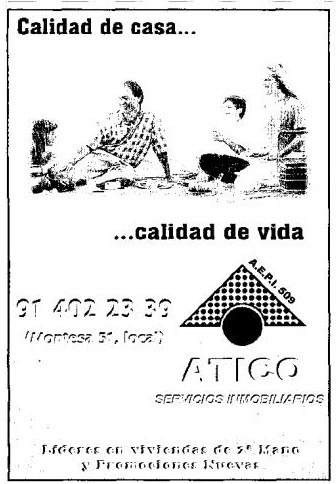 Calidad de casa...
...calidad de vida
A.E.P.I. 509
91 402 23 39
(Montesa 51, local)
ATICO
SERVICIOS INMOBILIARIOS
Líderes en viviendas de 2ª Mano
y Promociones Nuevas